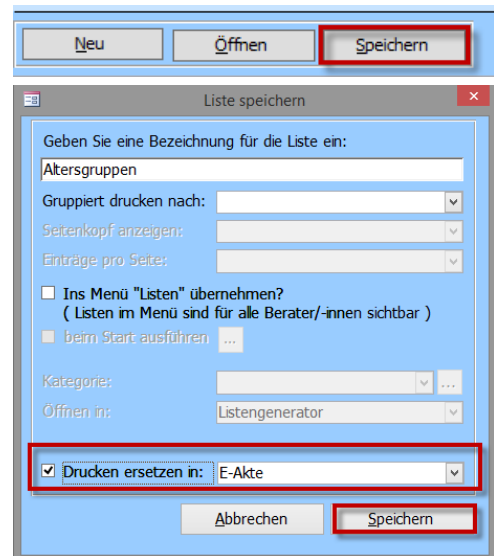 Neu Öffnen Speichern
Liste speichern
Geben Sie eine Bezeichnung für die Liste ein:
Altersgruppen
Gruppiert drucken nach:
Seitenkopf anzeigen:
Einträge pro Seite:
Ins Menü "Listen" übernehmen?
( Listen im Menü sind für alle Berater/-innen sichtbar )
beim Start ausführen ...
Kategorie: ...
Öffnen in: Listengenerator
Drucken ersetzen in: E-Akte
Abbrechen Speichern